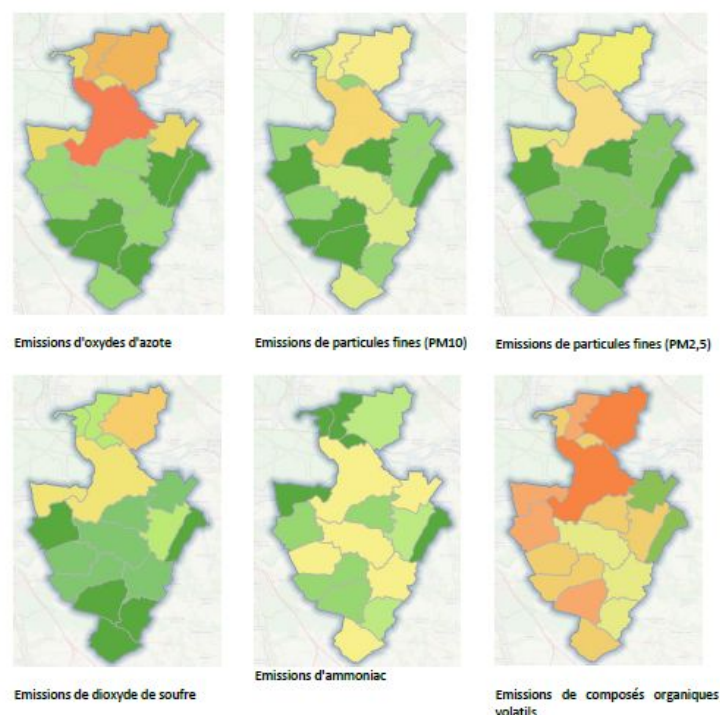 Emissions d'oxydes d'azote
Emissions de particules fines (PM10)
Emissions de particules fines (PM2,5)
Emissions de dioxyde de soufre
Emissions d'ammoniac
Emissions de composés organiques
volatils